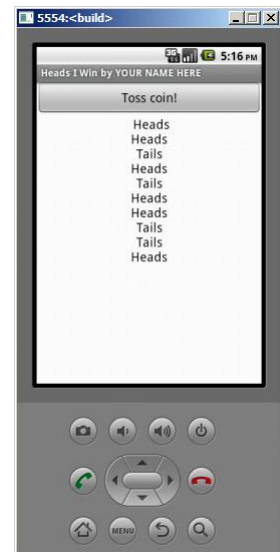 5554:<build>
3G
5:16 PM
Heads I Win by YOUR NAME HERE
Toss coin!
Heads
Heads
Tails
Heads
Tails
Heads
Heads
Tails
Tails
Heads
MENU